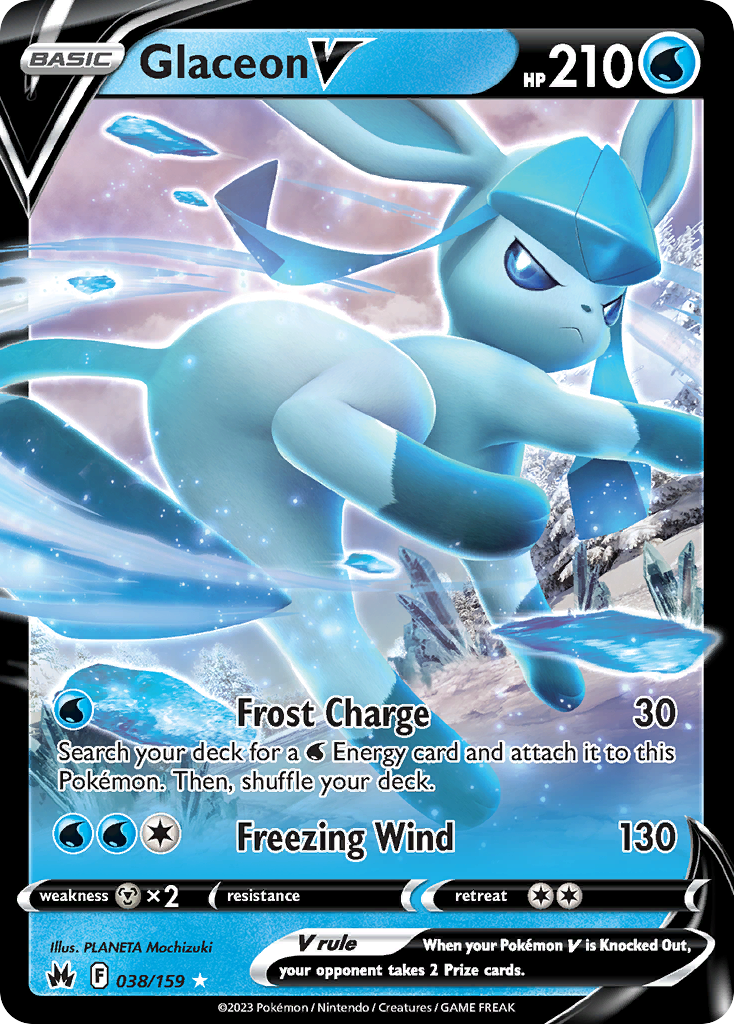 BASIC Glaceon V HP 210
Frost Charge 30
Search your deck for a Energy card and attach it to this
Pokémon. Then, shuffle your deck.
Freezing Wind 130
weakness ×2 resistance retreat
Illus. PLANETA Mochizuki
V rule When your Pokémon V is Knocked Out,
your opponent takes 2 Prize cards.
F 038/159
©2023 Pokémon / Nintendo / Creatures / GAME FREAK